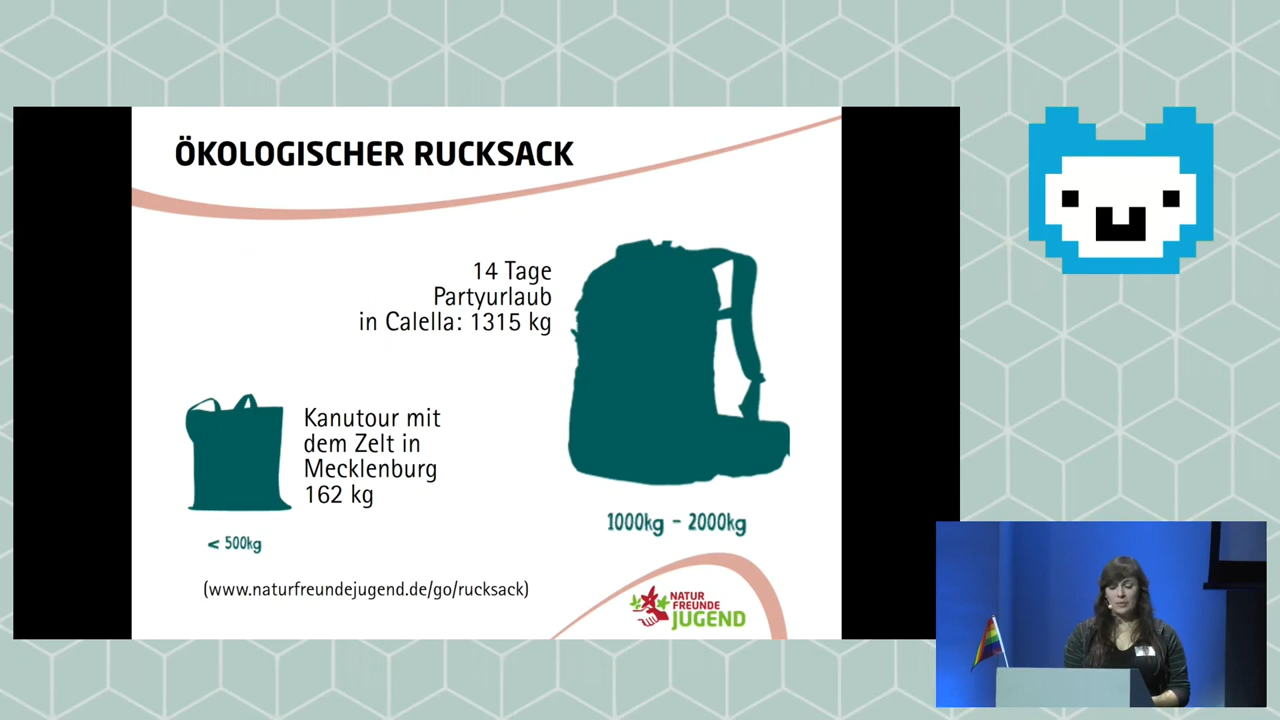 ÖKOLOGISCHER RUCKSACK
14 Tage
Partyurlaub
in Calella: 1315 kg
Kanutour mit
dem Zelt in
Mecklenburg
162 kg
< 500kg
1000kg - 2000kg
(www.naturfreundejugend.de/go/rucksack)
NATUR
FREUNDE
JUGEND